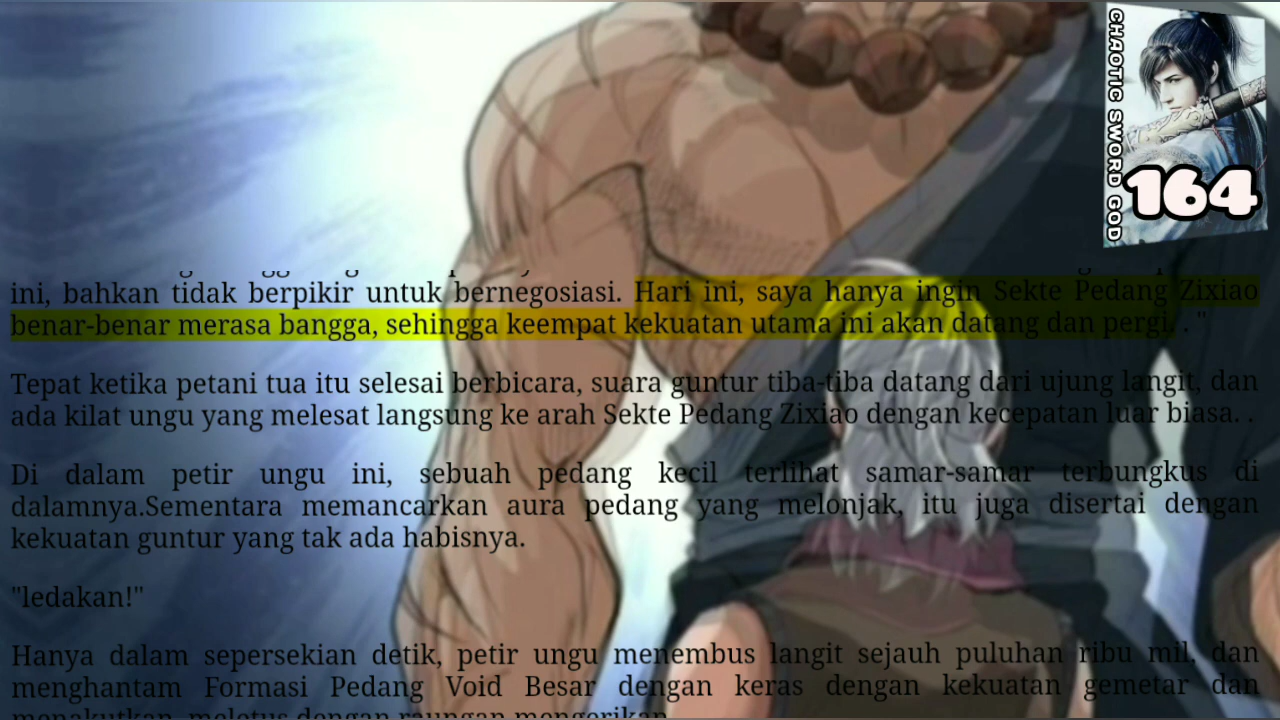 CHAOTIC SWORD GOD
164
ini, bahkan tidak berpikir untuk bernegosiasi. Hari ini, saya hanya ingin Sekte Pedang Zixiao
benar-benar merasa bangga, sehingga keempat kekuatan utama ini akan datang dan pergi. . "
Tepat ketika petani tua itu selesai berbicara, suara guntur tiba-tiba datang dari ujung langit, dan
ada kilat ungu yang melesat langsung ke arah Sekte Pedang Zixiao dengan kecepatan luar biasa. .
Di dalam petir ungu ini, sebuah pedang kecil terlihat samar-samar terbungkus di
dalamnya.Sementara memancarkan aura pedang yang melonjak, itu juga disertai dengan
kekuatan guntur yang tak ada habisnya.
"ledakan!"
Hanya dalam sepersekian detik, petir ungu menembus langit sejauh puluhan ribu mil, dan
menghantam Formasi Pedang Void Besar dengan keras dengan kekuatan gemetar dan
menakutkan, meletus dengan raungan mengerikan.